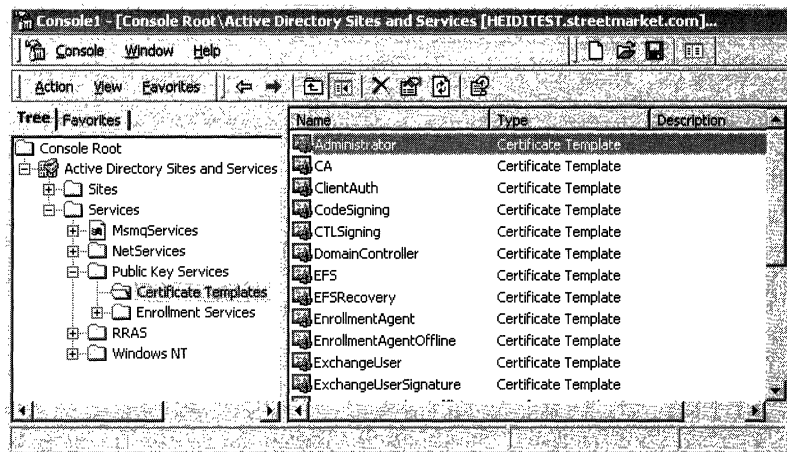 Console1 - [Console Root\Active Directory Sites and Services [HEIDITEST.streetmarket.com]...
Console Window Help
Action View Favorites
Tree Favorites
Console Root
Active Directory Sites and Services
Sites
Services
MsmqServices
NetServices
Public Key Services
Certificate Templates
Enrollment Services
RRAS
Windows NT
Name Type Description
Administrator Certificate Template
CA Certificate Template
ClientAuth Certificate Template
CodeSigning Certificate Template
CTLSigning Certificate Template
DomainController Certificate Template
EFS Certificate Template
EFSRecovery Certificate Template
EnrollmentAgent Certificate Template
EnrollmentAgentOffline Certificate Template
ExchangeUser Certificate Template
ExchangeUserSignature Certificate Template